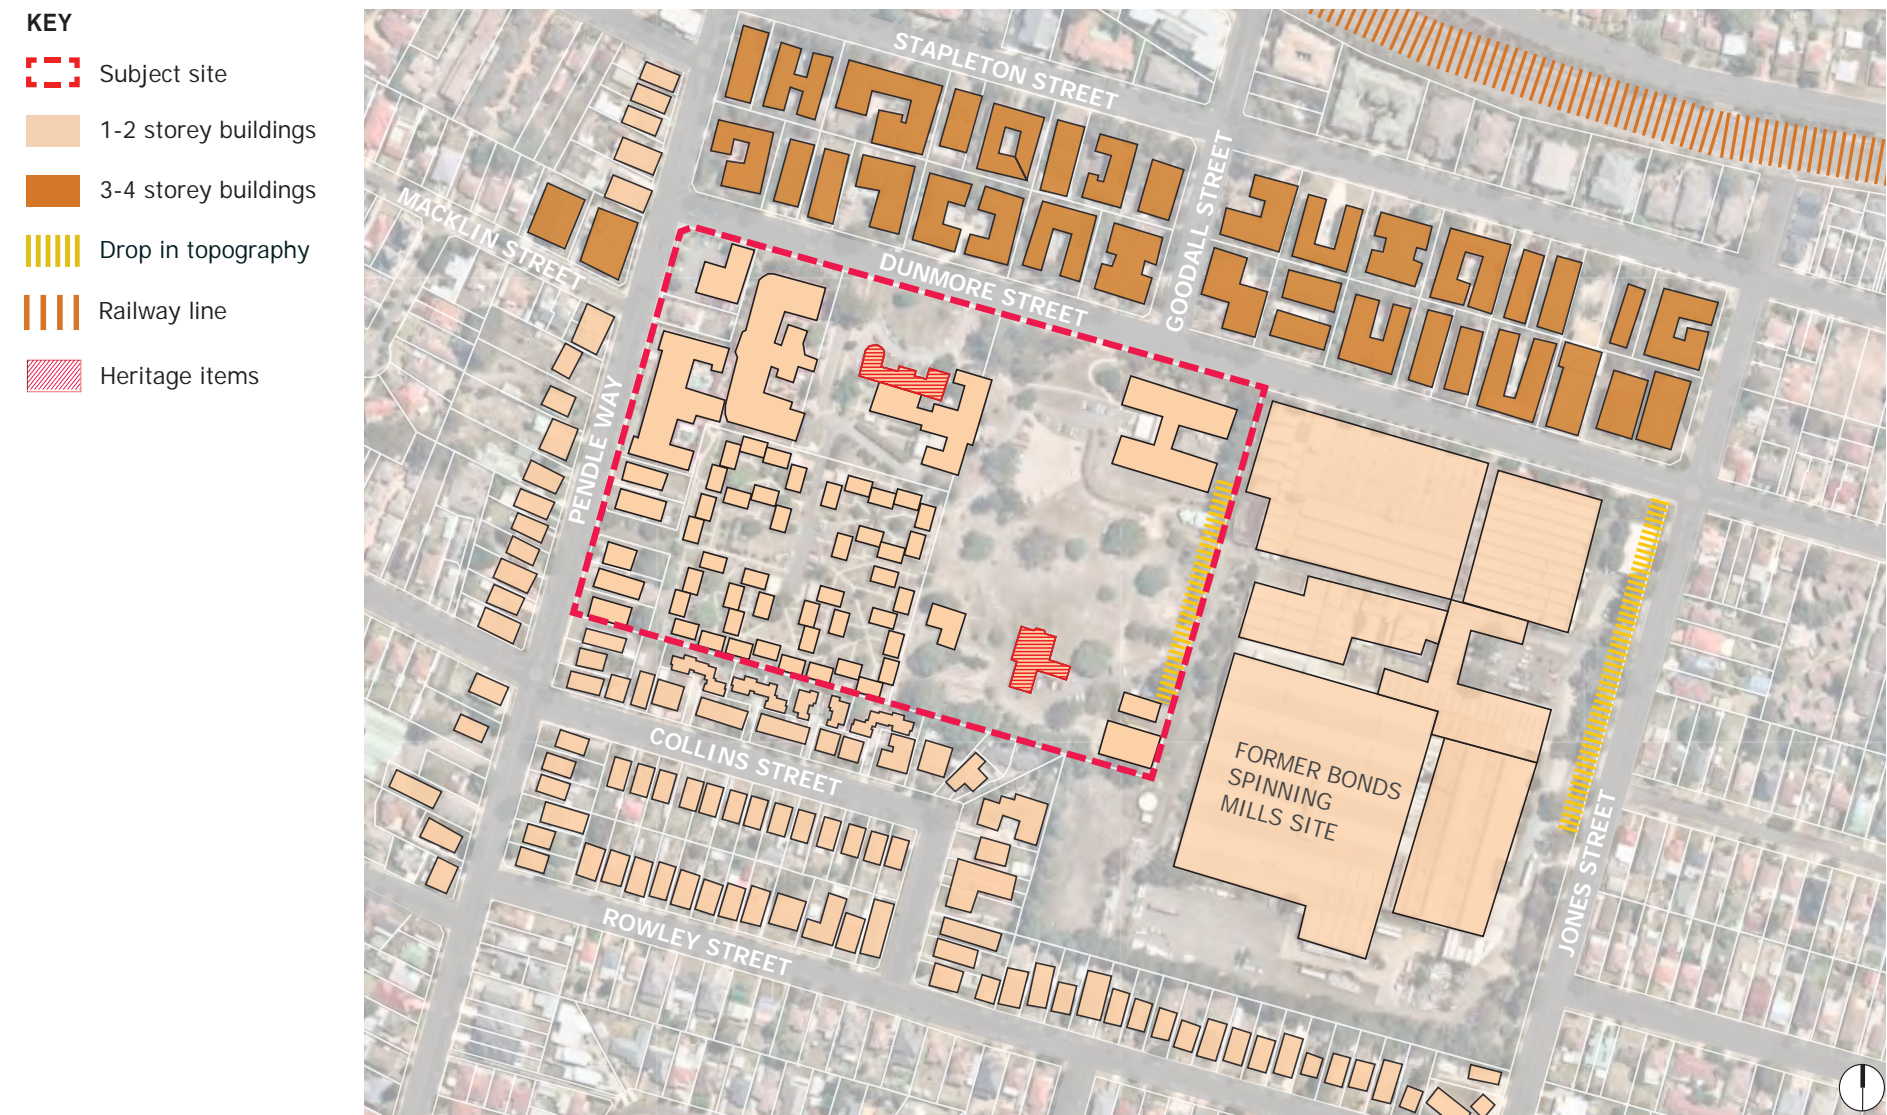 KEY
Subject site
1-2 storey buildings
3-4 storey buildings
Drop in topography
Railway line
Heritage items
STAPLETON STREET
GOODALL STREET
MACKLIN STREET
DUNMORE STREET
PENDLE WAY
COLLINS STREET
FORMER BONDS
SPINNING
MILLS SITE
JONES STREET
ROWLEY STREET